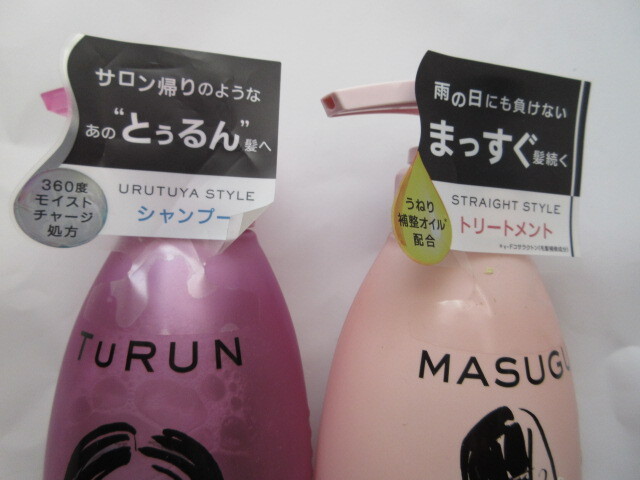 サロン帰りのような
あの“とぅるん”髪へ
360度
モイスト
チャージ
処方
URUTUYA STYLE
シャンプー
TURUN
雨の日にも負けない
まっすぐ髪続く
うねり
補整オイル*
配合
STRAIGHT STYLE
トリートメント
MASUGU